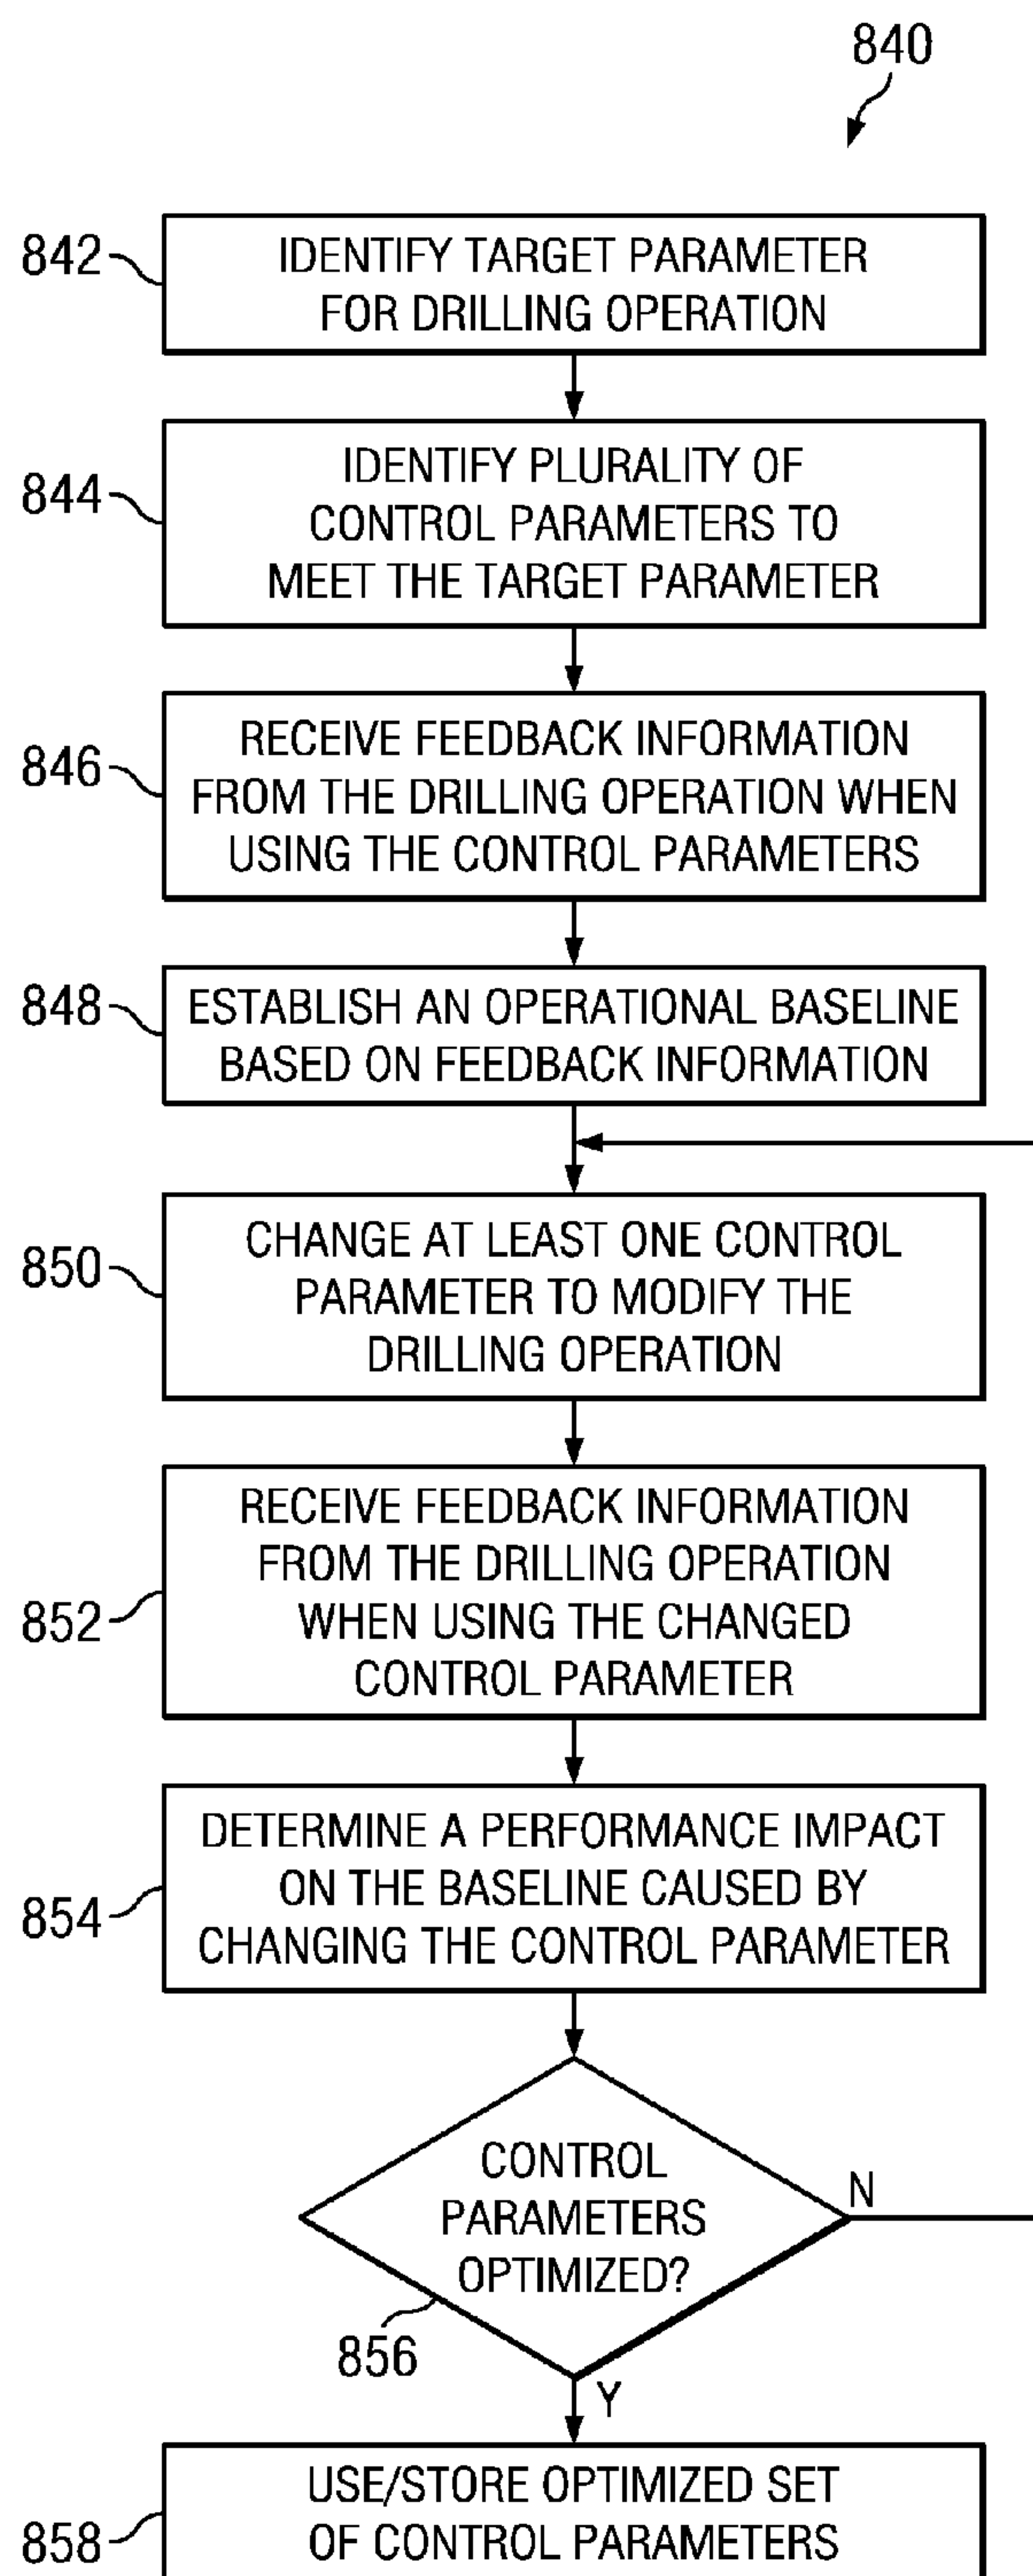 840
842
IDENTIFY TARGET PARAMETER
FOR DRILLING OPERATION
844
IDENTIFY PLURALITY OF
CONTROL PARAMETERS TO
MEET THE TARGET PARAMETER
846
RECEIVE FEEDBACK INFORMATION
FROM THE DRILLING OPERATION WHEN
USING THE CONTROL PARAMETERS
848
ESTABLISH AN OPERATIONAL BASELINE
BASED ON FEEDBACK INFORMATION
850
CHANGE AT LEAST ONE CONTROL
PARAMETER TO MODIFY THE
DRILLING OPERATION
852
RECEIVE FEEDBACK INFORMATION
FROM THE DRILLING OPERATION
WHEN USING THE CHANGED
CONTROL PARAMETER
854
DETERMINE A PERFORMANCE IMPACT
ON THE BASELINE CAUSED BY
CHANGING THE CONTROL PARAMETER
CONTROL
PARAMETERS
OPTIMIZED?
N
856
Y
858
USE/STORE OPTIMIZED SET
OF CONTROL PARAMETERS